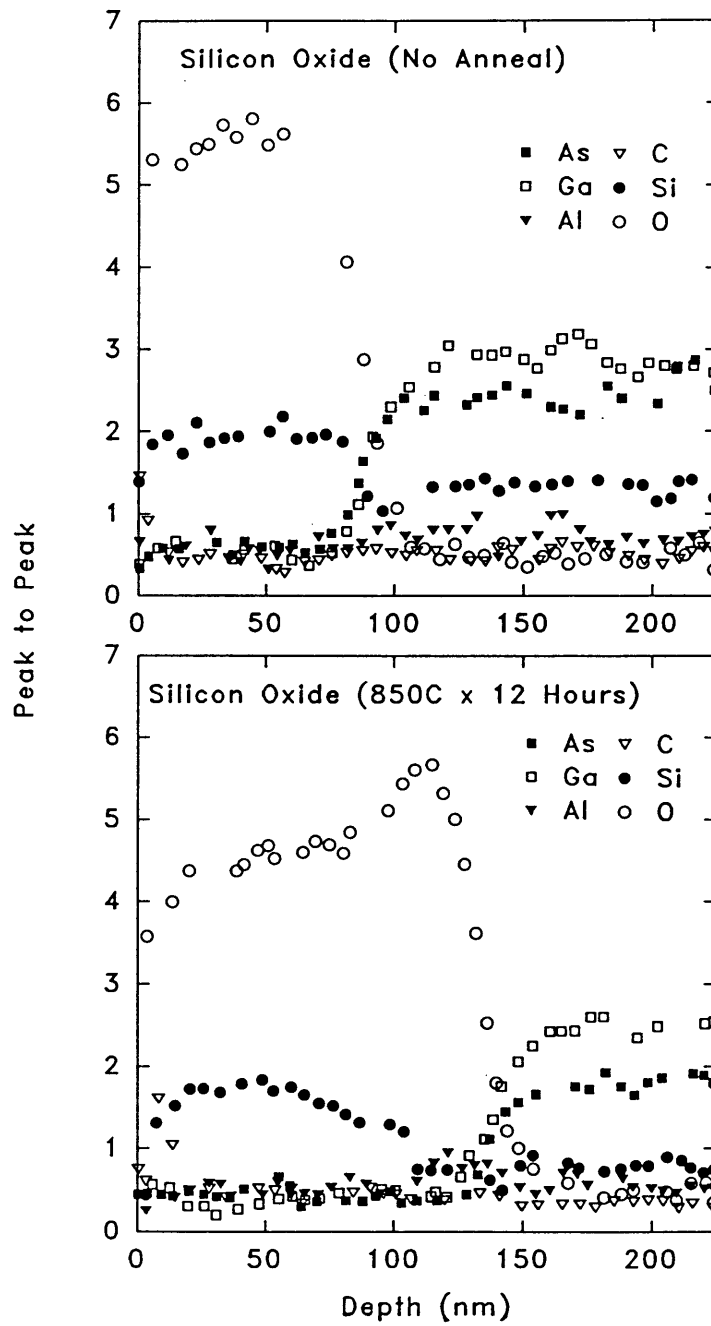 7
Silicon Oxide (No Anneal)
6
As C
5
Ga Si
Al O
4
3
2
1
0
0 50 100 150 200
Peak to Peak
7
Silicon Oxide (850C x 12 Hours)
6
As C
Ga Si
5
Al O
4
3
2
1
0
0 50 100 150 200
Depth (nm)